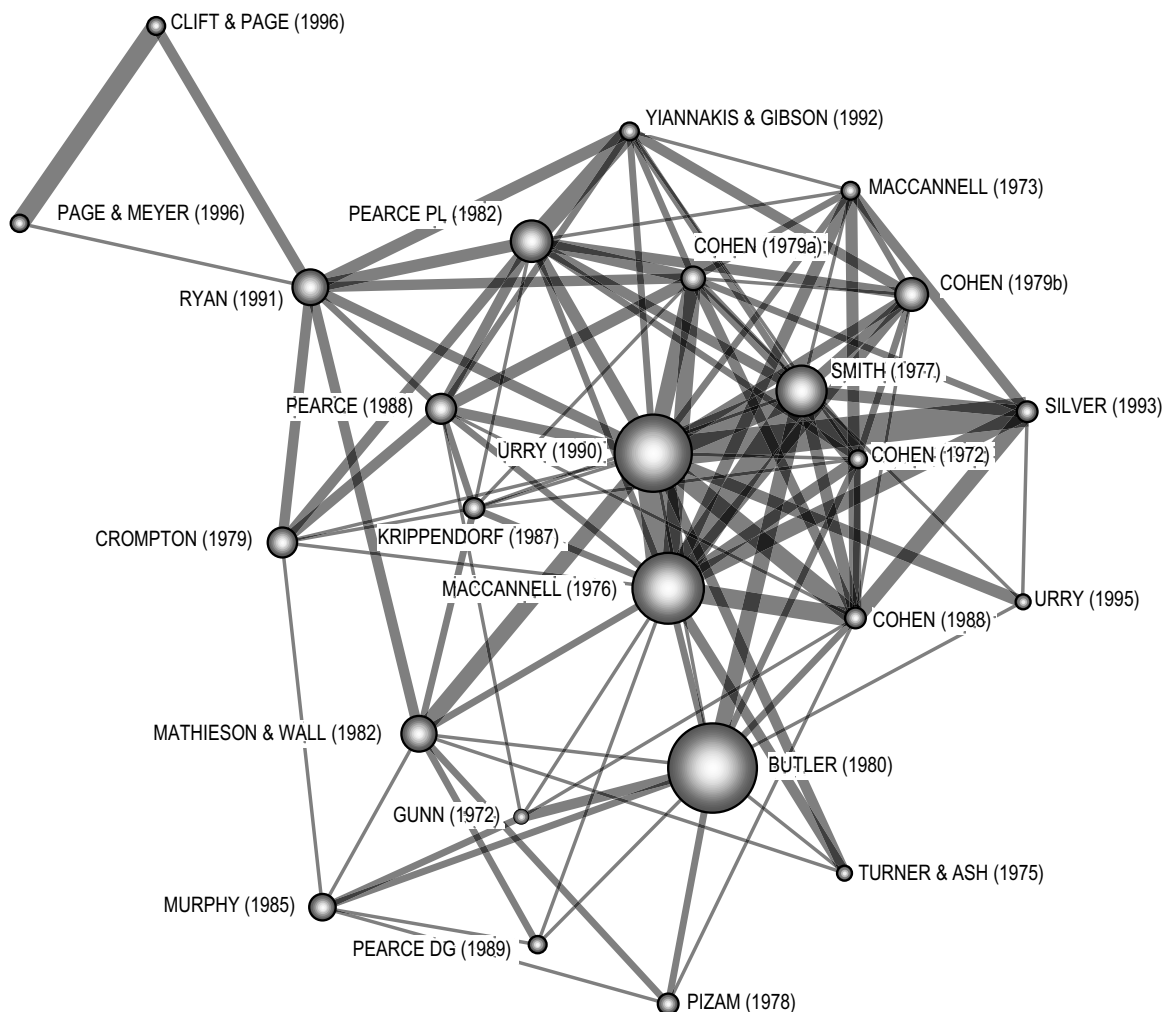 CLIFT & PAGE (1996)
YIANNAKIS & GIBSON (1992)
MACCANNELL (1973)
PAGE & MEYER (1996)
PEARCE PL (1982)
COHEN (1979a)
COHEN (1979b)
RYAN (1991)
SMITH (1977)
PEARCE (1988)
SILVER (1993)
URRY (1990)
COHEN (1972)
CROMPTON (1979)
KRIPPENDORF (1987)
MACCANNELL (1976)
URRY (1995)
COHEN (1988)
MATHIESON & WALL (1982)
BUTLER (1980)
GUNN (1972)
TURNER & ASH (1975)
MURPHY (1985)
PEARCE DG (1989)
PIZAM (1978)